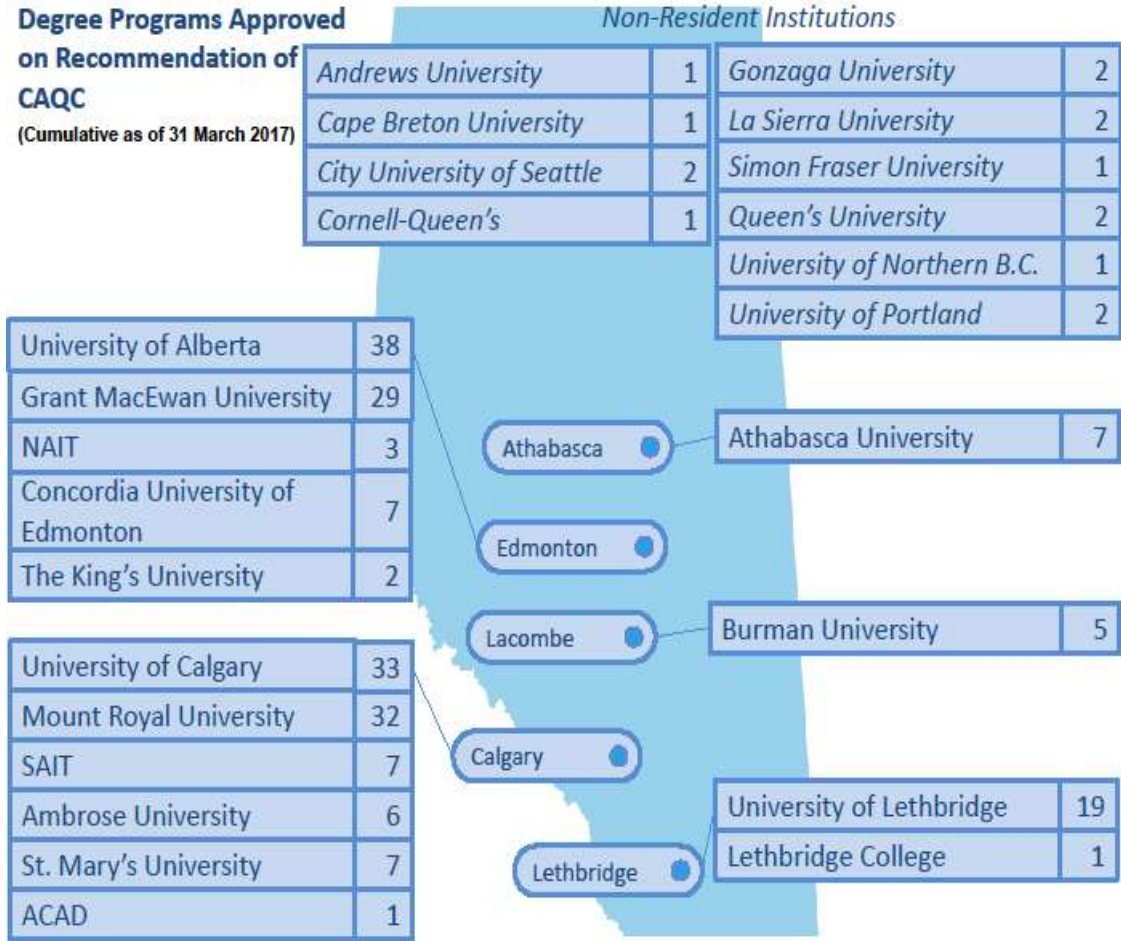 Degree Programs Approved
on Recommendation of
CAQC
(Cumulative as of 31 March 2017)
Non-Resident Institutions
Andrews University 1
Cape Breton University 1
City University of Seattle 2
Cornell-Queen's 1
Gonzaga University 2
La Sierra University 2
Simon Fraser University 1
Queen's University 2
University of Northern B.C. 1
University of Portland 2
University of Alberta 38
Grant MacEwan University 29
NAIT 3
Concordia University of
Edmonton 7
The King's University 2
Athabasca
Athabasca University 7
Edmonton
Lacombe
Burman University 5
University of Calgary 33
Mount Royal University 32
SAIT 7
Ambrose University 6
St. Mary's University 7
ACAD 1
Calgary
Lethbridge
University of Lethbridge 19
Lethbridge College 1